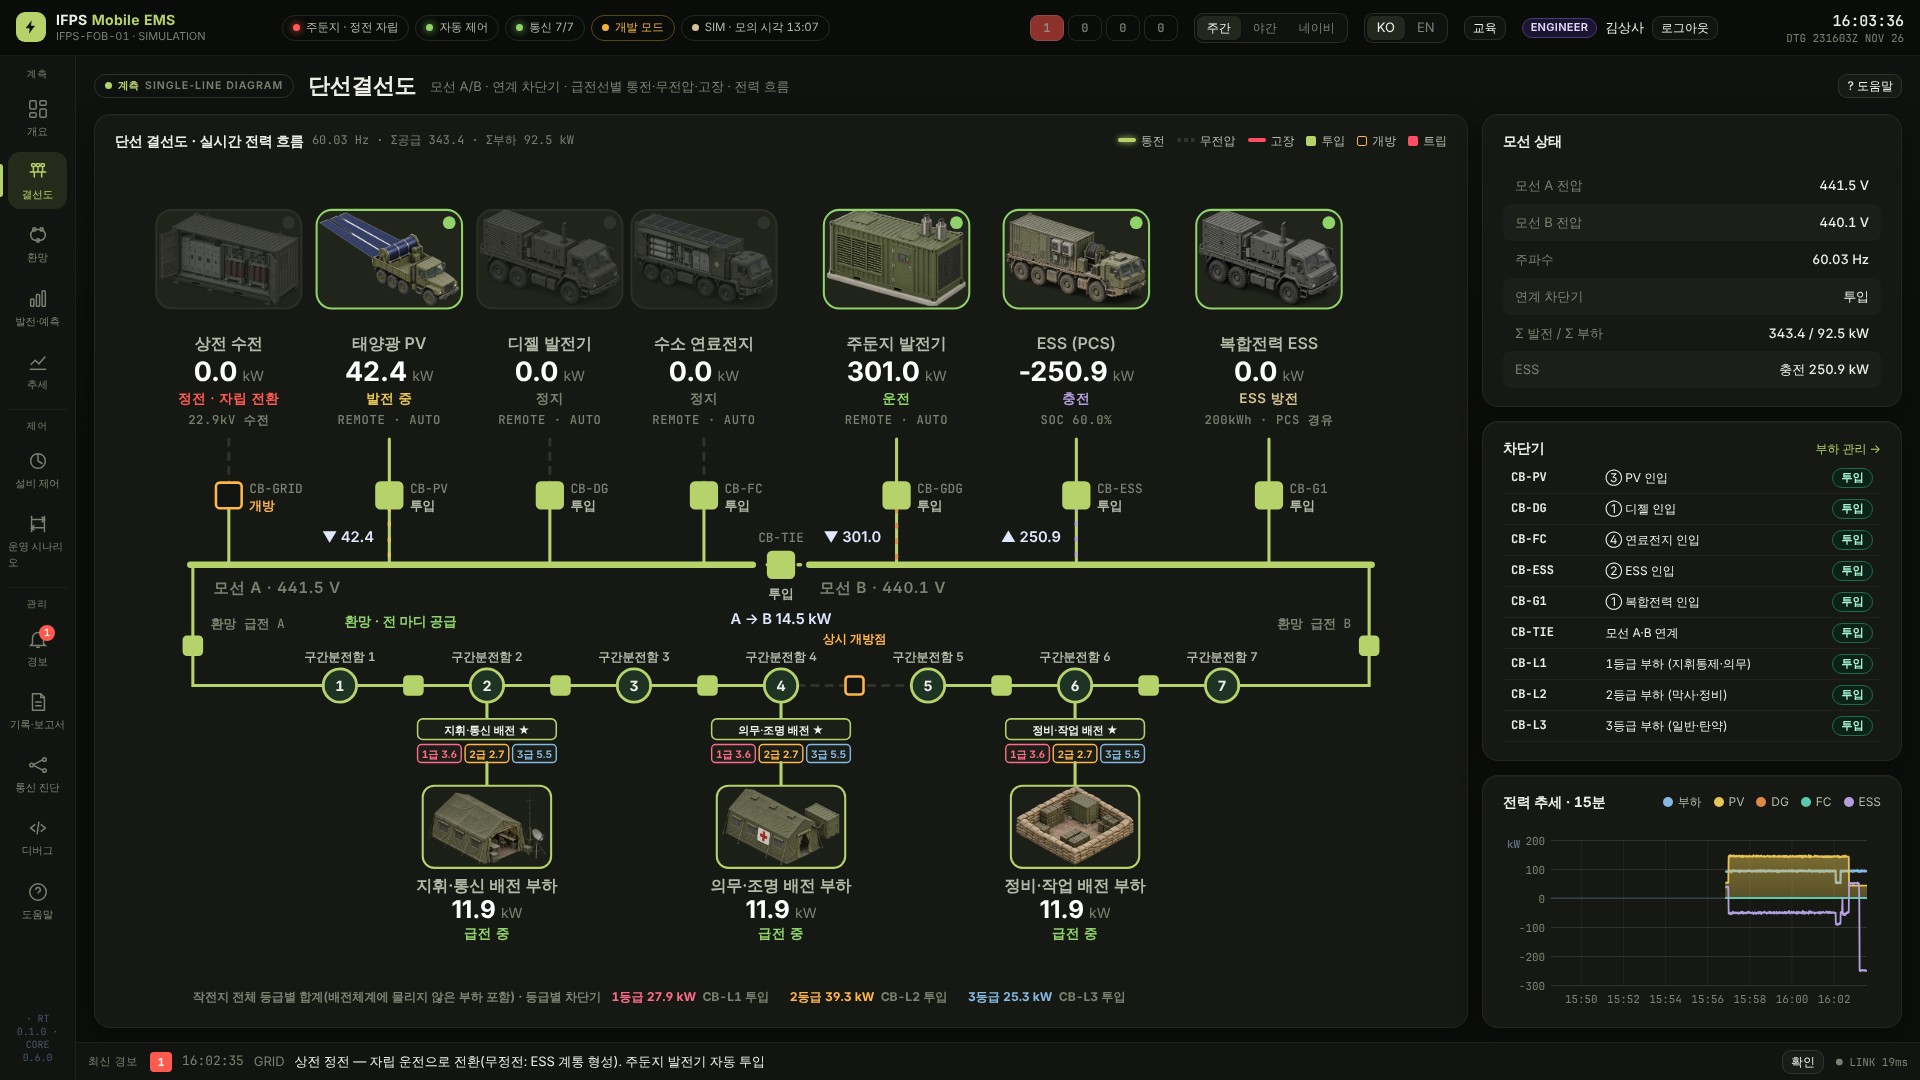 IFPS Mobile EMS
IFPS-FOB-01 · SIMULATION
주둔지 · 정전 자립
자동 제어
통신 7/7
개발 모드
SIM · 모의 시각 13:07
1 0 0 0
주간 야간 네이비
KO EN
교육
ENGINEER 김상사 로그아웃
16:03:36
DTG 231603Z NOV 26
계측
개요
결선도
환망
발전·예측
추세
제어
설비 제어
운영 시나리
오
관리
1
경보
기록·보고서
통신 진단
디버그
도움말
· RT
0.1.0 ·
CORE
0.6.0
계측 SINGLE-LINE DIAGRAM
단선결선도
모선 A/B · 연계 차단기 · 급전선별 통전·무전압·고장 · 전력 흐름
? 도움말
단선 결선도 · 실시간 전력 흐름 60.03 Hz · Σ공급 343.4 · Σ부하 92.5 kW
통전 무전압 고장 투입 개방 트립
상전 수전
0.0 kW
정전 · 자립 전환
22.9kV 수전
태양광 PV
42.4 kW
발전 중
REMOTE · AUTO
디젤 발전기
0.0 kW
정지
REMOTE · AUTO
수소 연료전지
0.0 kW
정지
REMOTE · AUTO
주둔지 발전기
301.0 kW
운전
REMOTE · AUTO
ESS (PCS)
-250.9 kW
충전
SOC 60.0%
복합전력 ESS
0.0 kW
ESS 방전
200kWh · PCS 경유
CB-GRID
개방
CB-PV
투입
CB-DG
투입
CB-FC
투입
CB-GDG
투입
CB-ESS
투입
CB-G1
투입
▼ 42.4
CB-TIE
▼ 301.0
▲ 250.9
모선 A · 441.5 V
투입
모선 B · 440.1 V
환망 급전 A
환망 · 전 마디 공급
A → B 14.5 kW
환망 급전 B
상시 개방점
구간분전함 1
구간분전함 2
구간분전함 3
구간분전함 4
구간분전함 5
구간분전함 6
구간분전함 7
1 2 3 4 5 6 7
지휘·통신 배전 ★
1급 3.6 2급 2.7 3급 5.5
의무·조명 배전 ★
1급 3.6 2급 2.7 3급 5.5
정비·작업 배전 ★
1급 3.6 2급 2.7 3급 5.5
지휘·통신 배전 부하
11.9 kW
급전 중
의무·조명 배전 부하
11.9 kW
급전 중
정비·작업 배전 부하
11.9 kW
급전 중
작전지 전체 등급별 합계(배전체계에 물리지 않은 부하 포함) · 등급별 차단기 1등급 27.9 kW CB-L1 투입 2등급 39.3 kW CB-L2 투입 3등급 25.3 kW CB-L3 투입
모선 상태
모선 A 전압 441.5 V
모선 B 전압 440.1 V
주파수 60.03 Hz
연계 차단기 투입
Σ 발전 / Σ 부하 343.4 / 92.5 kW
ESS 충전 250.9 kW
차단기 부하 관리 →
CB-PV ③ PV 인입 투입
CB-DG ① 디젤 인입 투입
CB-FC ④ 연료전지 인입 투입
CB-ESS ② ESS 인입 투입
CB-G1 ① 복합전력 인입 투입
CB-TIE 모선 A·B 연계 투입
CB-L1 1등급 부하 (지휘통제·의무) 투입
CB-L2 2등급 부하 (막사·정비) 투입
CB-L3 3등급 부하 (일반·탄약) 투입
전력 추세 · 15분
부하 PV DG FC ESS
kW
200
100
0
-100
-200
-300
15:50 15:52 15:54 15:56 15:58 16:00 16:02
최신 경보 1 16:02:35 GRID 상전 정전 — 자립 운전으로 전환(무정전: ESS 계통 형성). 주둔지 발전기 자동 투입
확인
LINK 19ms